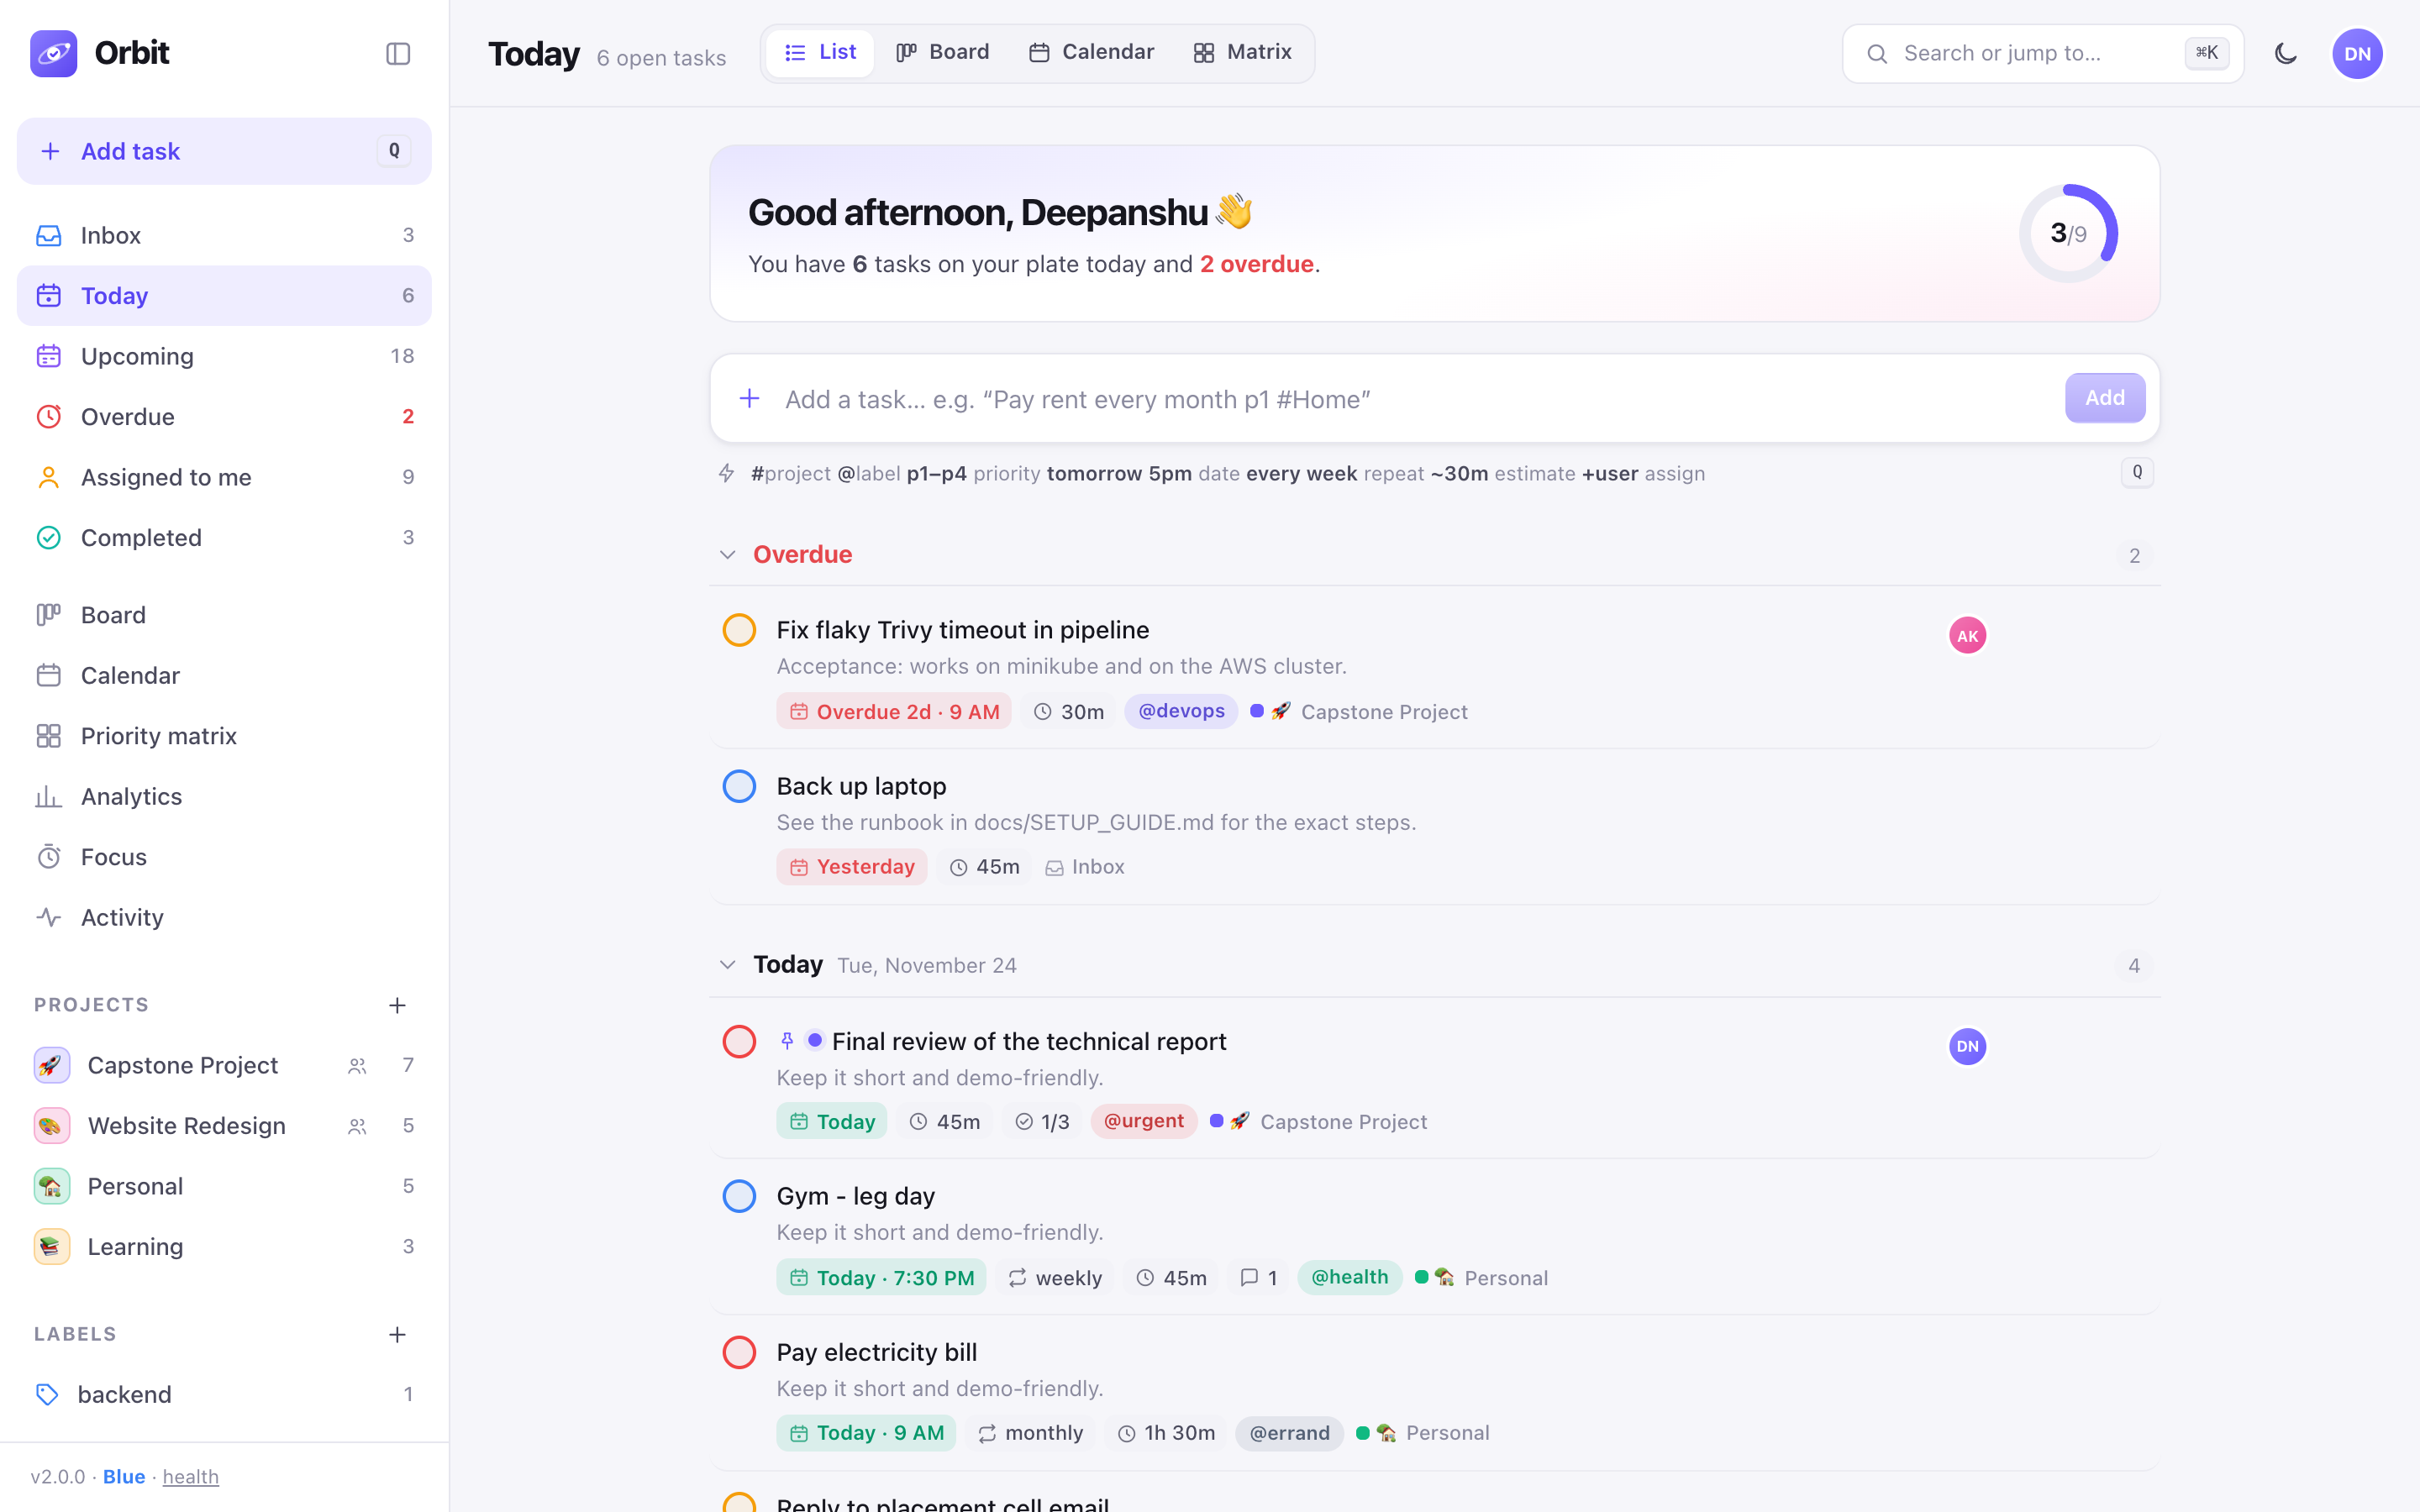 Orbit
Add task Q
Inbox 3
Today 6
Upcoming 18
Overdue 2
Assigned to me 9
Completed 3
Board
Calendar
Priority matrix
Analytics
Focus
Activity
PROJECTS
Capstone Project 7
Website Redesign 5
Personal 5
Learning 3
LABELS
backend 1
v2.0.0 · Blue · health
Today 6 open tasks List Board Calendar Matrix Search or jump to... ⌘K DN
Good afternoon, Deepanshu 👋
You have 6 tasks on your plate today and 2 overdue.
3/9
Add a task... e.g. “Pay rent every month p1 #Home” Add
#project @label p1–p4 priority tomorrow 5pm date every week repeat ~30m estimate +user assign Q
Overdue 2
Fix flaky Trivy timeout in pipeline AK
Acceptance: works on minikube and on the AWS cluster.
Overdue 2d · 9 AM 30m @devops 🚀 Capstone Project
Back up laptop
See the runbook in docs/SETUP_GUIDE.md for the exact steps.
Yesterday 45m Inbox
Today Tue, November 24 4
Final review of the technical report DN
Keep it short and demo-friendly.
Today 45m 1/3 @urgent 🚀 Capstone Project
Gym - leg day
Keep it short and demo-friendly.
Today · 7:30 PM weekly 45m 1 @health 🏡 Personal
Pay electricity bill
Keep it short and demo-friendly.
Today · 9 AM monthly 1h 30m @errand 🏡 Personal
Reply to placement cell email